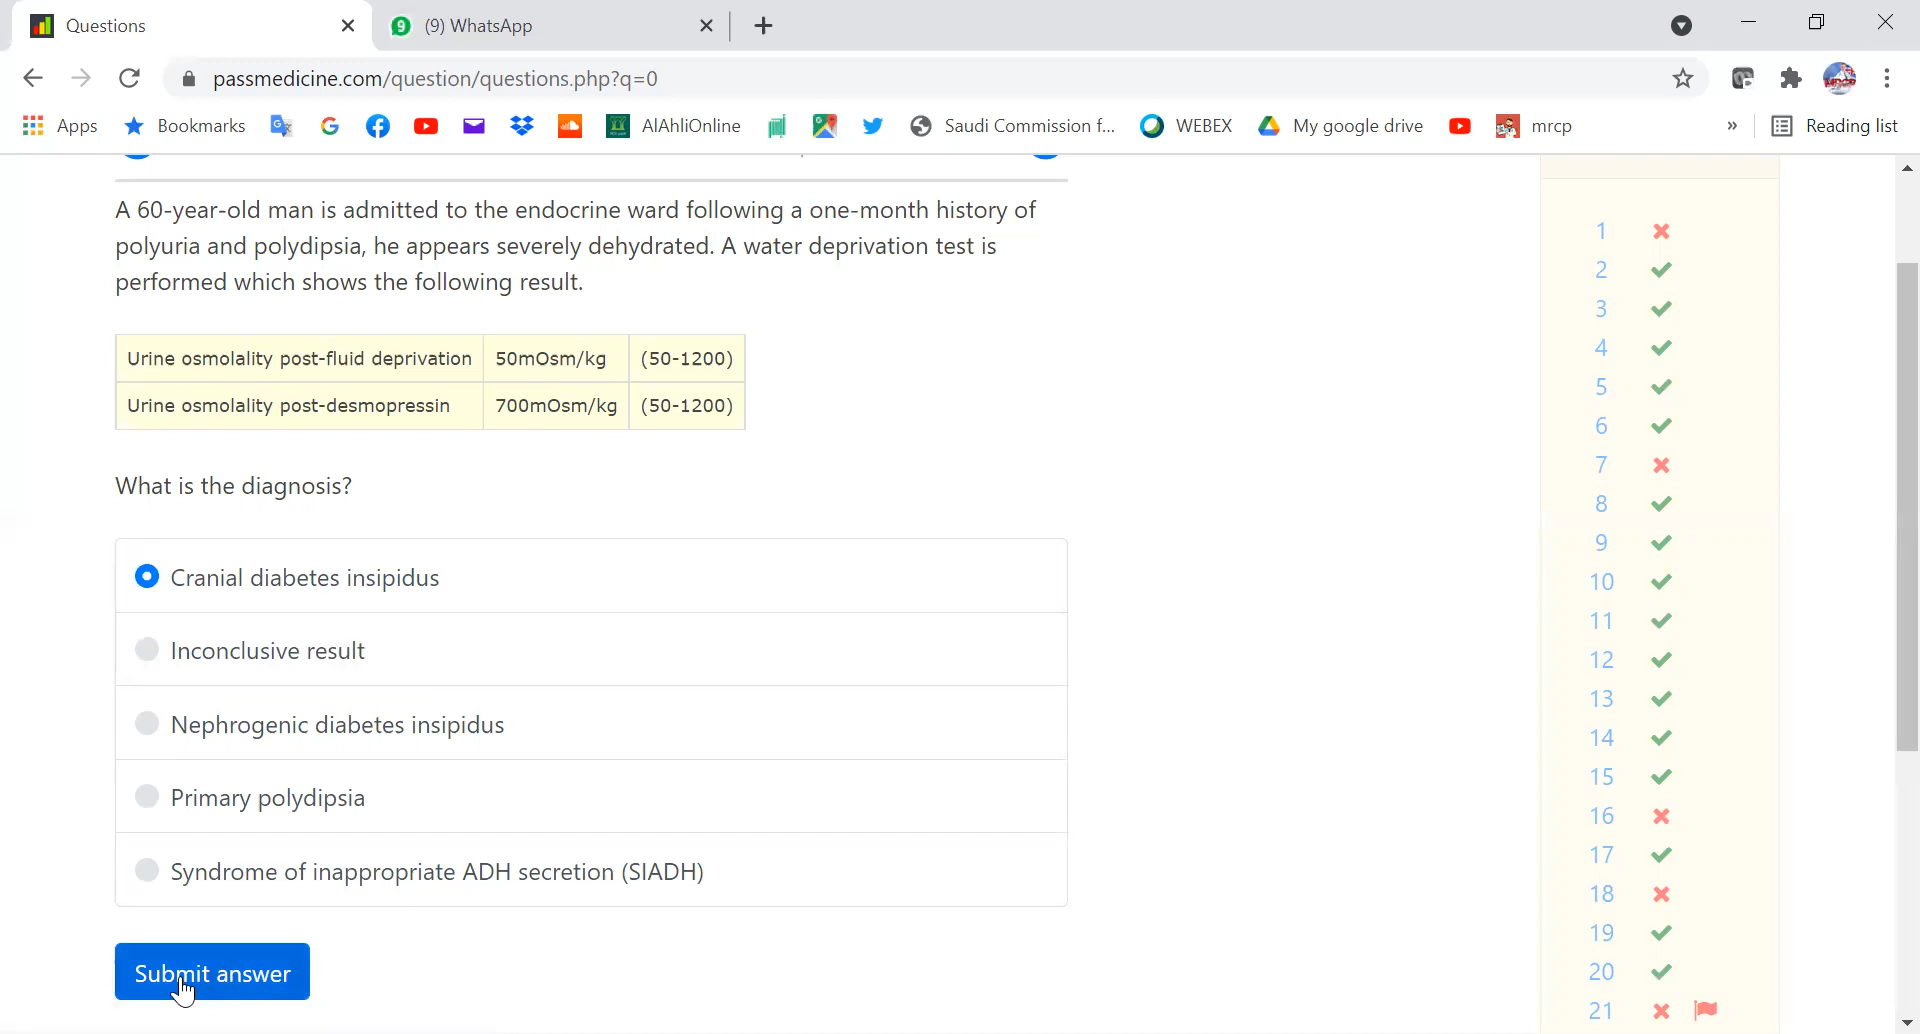 Questions
9
(9) WhatsApp
passmedicine.com/question/questions.php?q=0
Apps
Bookmarks
AlAhliOnline
Saudi Commission f...
WEBEX
My google drive
mrcp
»
Reading list
A 60-year-old man is admitted to the endocrine ward following a one-month history of
polyuria and polydipsia, he appears severely dehydrated. A water deprivation test is
performed which shows the following result.
Urine osmolality post-fluid deprivation 50mOsm/kg (50-1200)
Urine osmolality post-desmopressin 700mOsm/kg (50-1200)
What is the diagnosis?
Cranial diabetes insipidus
Inconclusive result
Nephrogenic diabetes insipidus
Primary polydipsia
Syndrome of inappropriate ADH secretion (SIADH)
Submit answer
1
2
3
4
5
6
7
8
9
10
11
12
13
14
15
16
17
18
19
20
21